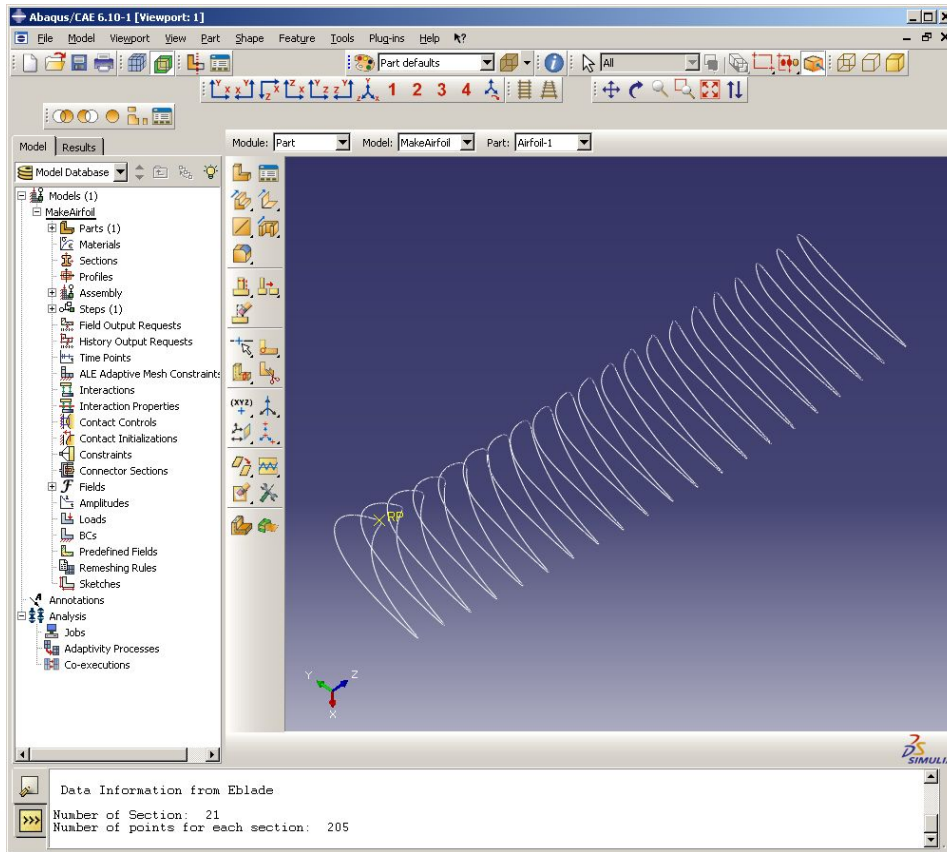 Abaqus/CAE 6.10-1 [Viewport: 1]
File Model Viewport View Part Shape Feature Tools Plug-ins Help
Part defaults All
1 2 3 4
Model Results
Module: Part Model: MakeAirfoil Part: Airfoil-1
Model Database
Models (1)
MakeAirfoil
Parts (1)
Materials
Sections
Profiles
Assembly
Steps (1)
Field Output Requests
History Output Requests
Time Points
ALE Adaptive Mesh Constraints
Interactions
Interaction Properties
Contact Controls
Contact Initializations
Constraints
Connector Sections
Fields
Amplitudes
Loads
BCs
Predefined Fields
Remeshing Rules
Sketches
Annotations
Analysis
Jobs
Adaptivity Processes
Co-executions
(XYZ)
RP
Y Z
X
SIMULIA
Data Information from Eblade
>>>
Number of Section: 21
Number of points for each section: 205